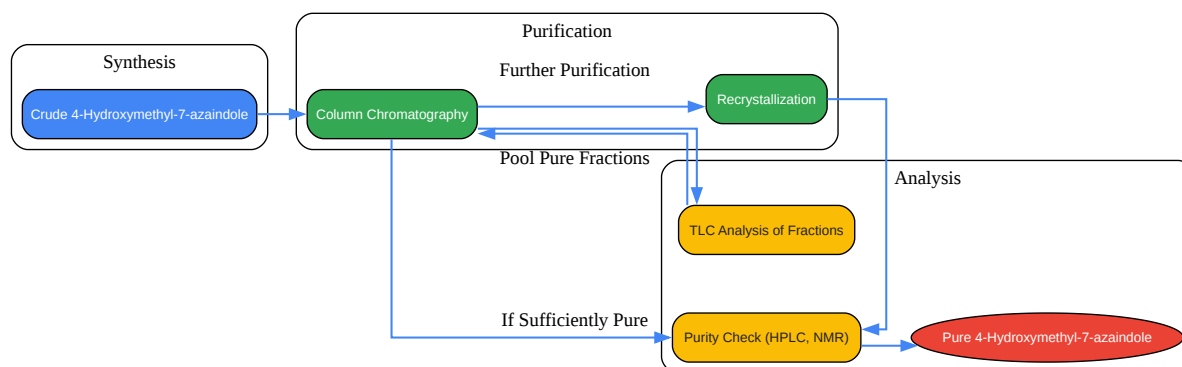 Synthesis
Crude 4-Hydroxymethyl-7-azaindole
Purification
Further Purification
Column Chromatography
Recrystallization
Pool Pure Fractions
Analysis
TLC Analysis of Fractions
If Sufficiently Pure
Purity Check (HPLC, NMR)
Pure 4-Hydroxymethyl-7-azaindole